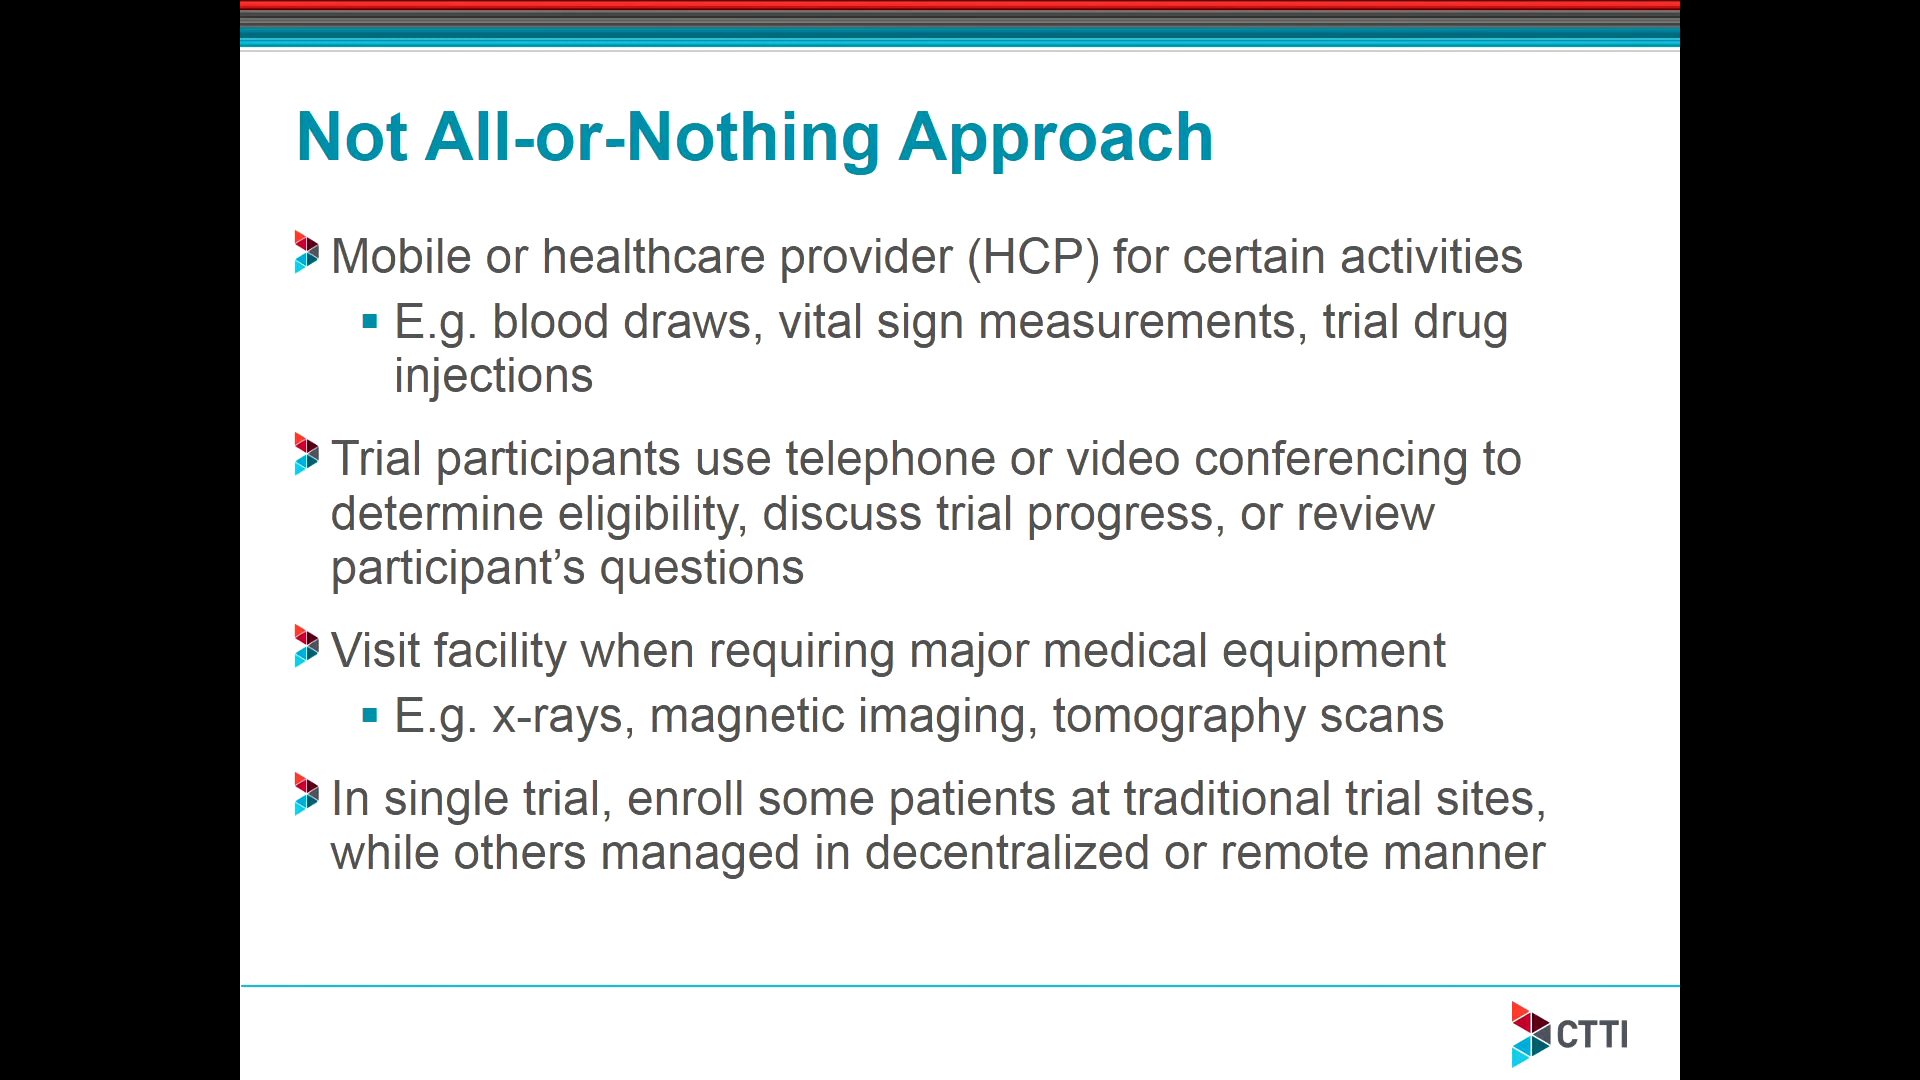 Not All-or-Nothing Approach
Mobile or healthcare provider (HCP) for certain activities
E.g. blood draws, vital sign measurements, trial drug
injections
Trial participants use telephone or video conferencing to
determine eligibility, discuss trial progress, or review
participant’s questions
Visit facility when requiring major medical equipment
E.g. x-rays, magnetic imaging, tomography scans
In single trial, enroll some patients at traditional trial sites,
while others managed in decentralized or remote manner
CTTI